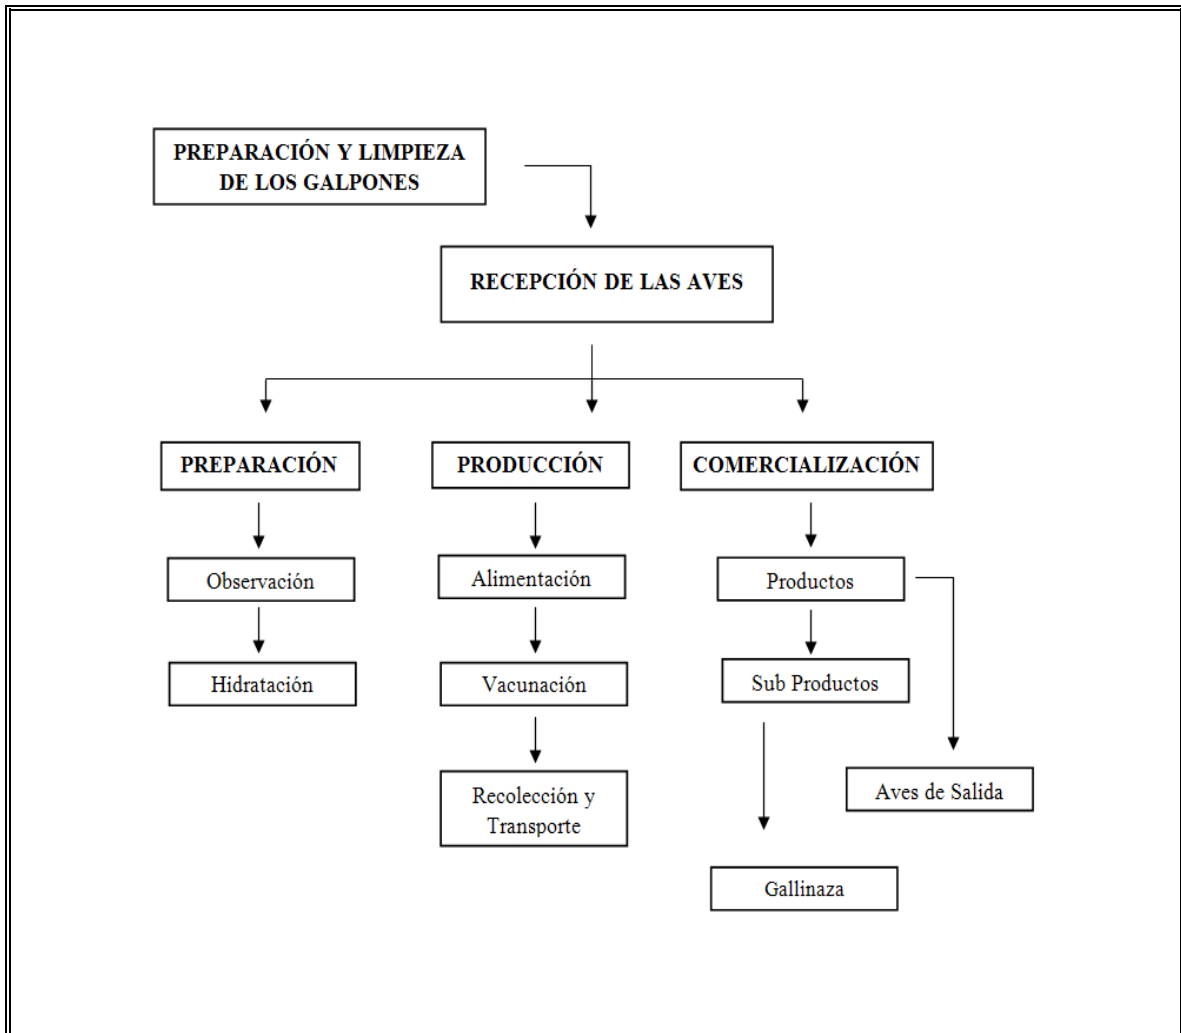 PREPARACIÓN Y LIMPIEZA
DE LOS GALPONES
RECEPCIÓN DE LAS AVES
PREPARACIÓN
PRODUCCIÓN
COMERCIALIZACIÓN
Observación
Alimentación
Productos
Hidratación
Vacunación
Sub Productos
Recolección y
Transporte
Aves de Salida
Gallinaza